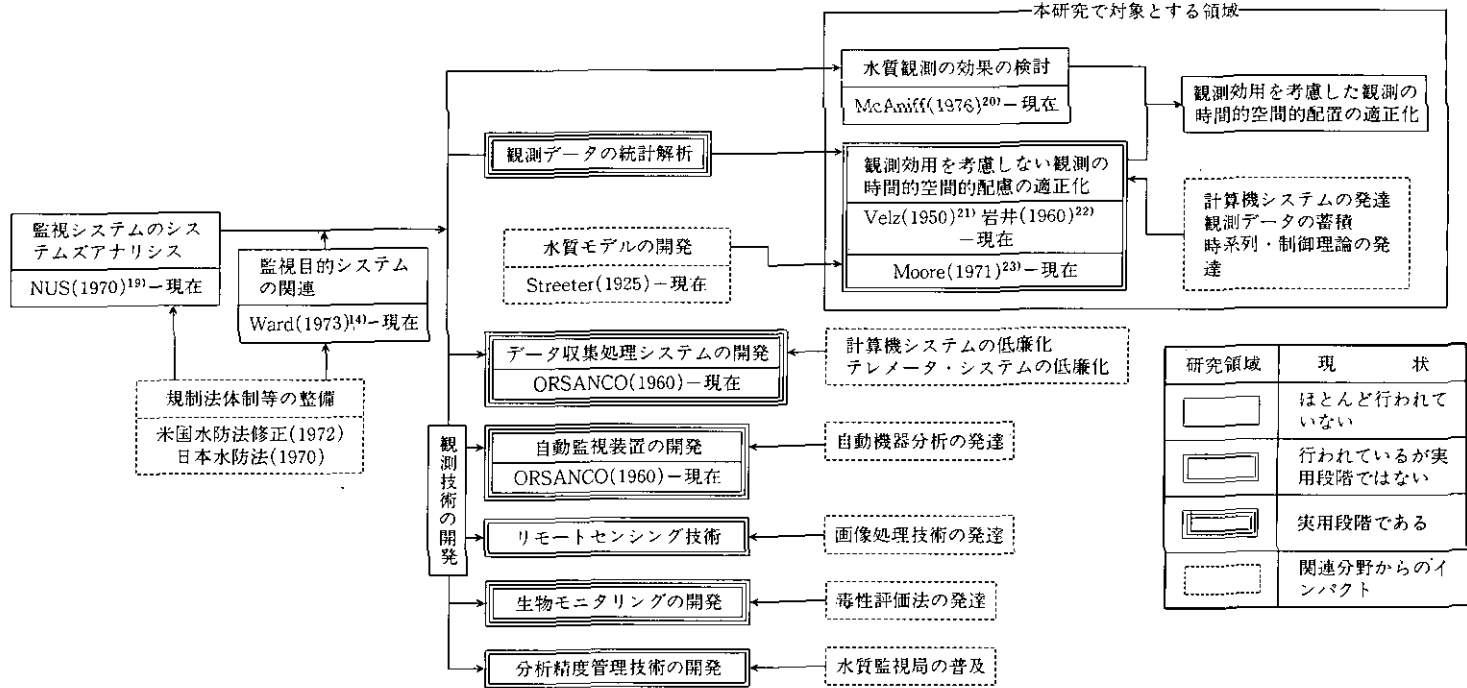 本研究で対象とする領域
水質観測の効果の検討
McAniff(1976)²⁰⁾−現在
観測効用を考慮した観測の
時間的空間的配置の適正化
観測データの統計解析
観測効用を考慮しない観測の
時間的空間的配慮の適正化
Velz(1950)²¹⁾ 岩井(1960)²²⁾
−現在
Moore(1971)²³⁾−現在
計算機システムの発達
観測データの蓄積
時系列・制御理論の発
達
監視システムのシス
テムズアナリシス
NUS(1970)¹⁹⁾−現在
監視目的システム
の関連
Ward(1973)¹⁴⁾−現在
水質モデルの開発
Streeter(1925)−現在
規制法体制等の整備
米国水防法修正(1972)
日本水防法(1970)
観測技術の開発
データ収集処理システムの開発
ORSANCO(1960)−現在
計算機システムの低廉化
テレメータ・システムの低廉化
自動監視装置の開発
ORSANCO(1960)−現在
自動機器分析の発達
リモートセンシング技術
画像処理技術の発達
生物モニタリングの開発
毒性評価法の発達
分析精度管理技術の開発
水質監視局の普及
研究領域 現状
ほとんど行われて
いない
行われているが実
用段階ではない
実用段階である
関連分野からのイ
ンパクト